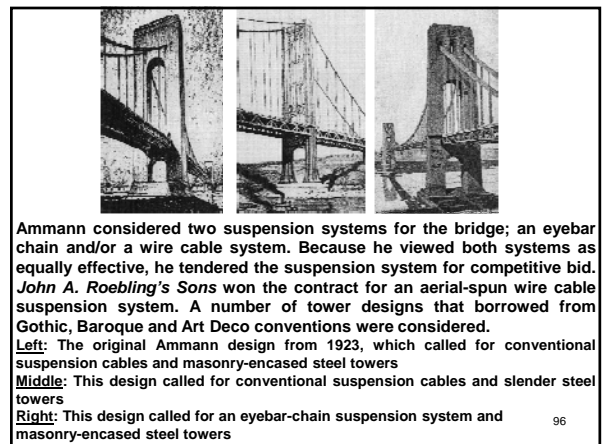 Ammann considered two suspension systems for the bridge; an eyebar
chain and/or a wire cable system. Because he viewed both systems as
equally effective, he tendered the suspension system for competitive bid.
John A. Roebling's Sons won the contract for an aerial-spun wire cable
suspension system. A number of tower designs that borrowed from
Gothic, Baroque and Art Deco conventions were considered.
Left: The original Ammann design from 1923, which called for conventional
suspension cables and masonry-encased steel towers
Middle: This design called for conventional suspension cables and slender steel
towers
Right: This design called for an eyebar-chain suspension system and
masonry-encased steel towers
96